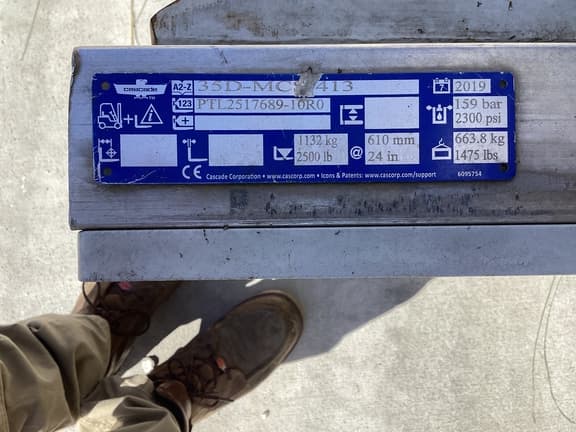 cascade
A2-Z 35D-MC
413
7 2019
123 PTL2517689-10R0
159 bar
2300 psi
1132 kg
2500 lb
@
610 mm
24 in
663.8 kg
1475 lbs
CE Cascade Corporation • www.cascorp.com • Icons & Patents: www.cascorp.com/support 6095754